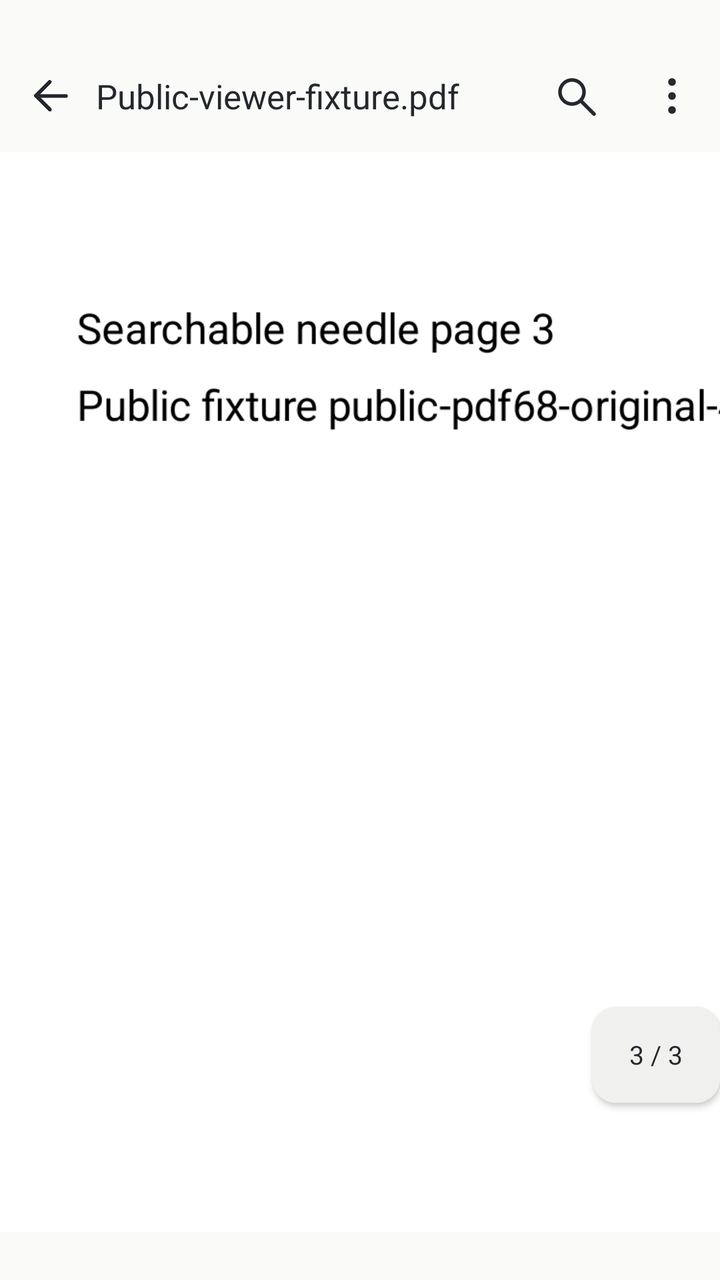 Public-viewer-fixture.pdf
Searchable needle page 3
Public fixture public-pdf68-original-
3 / 3